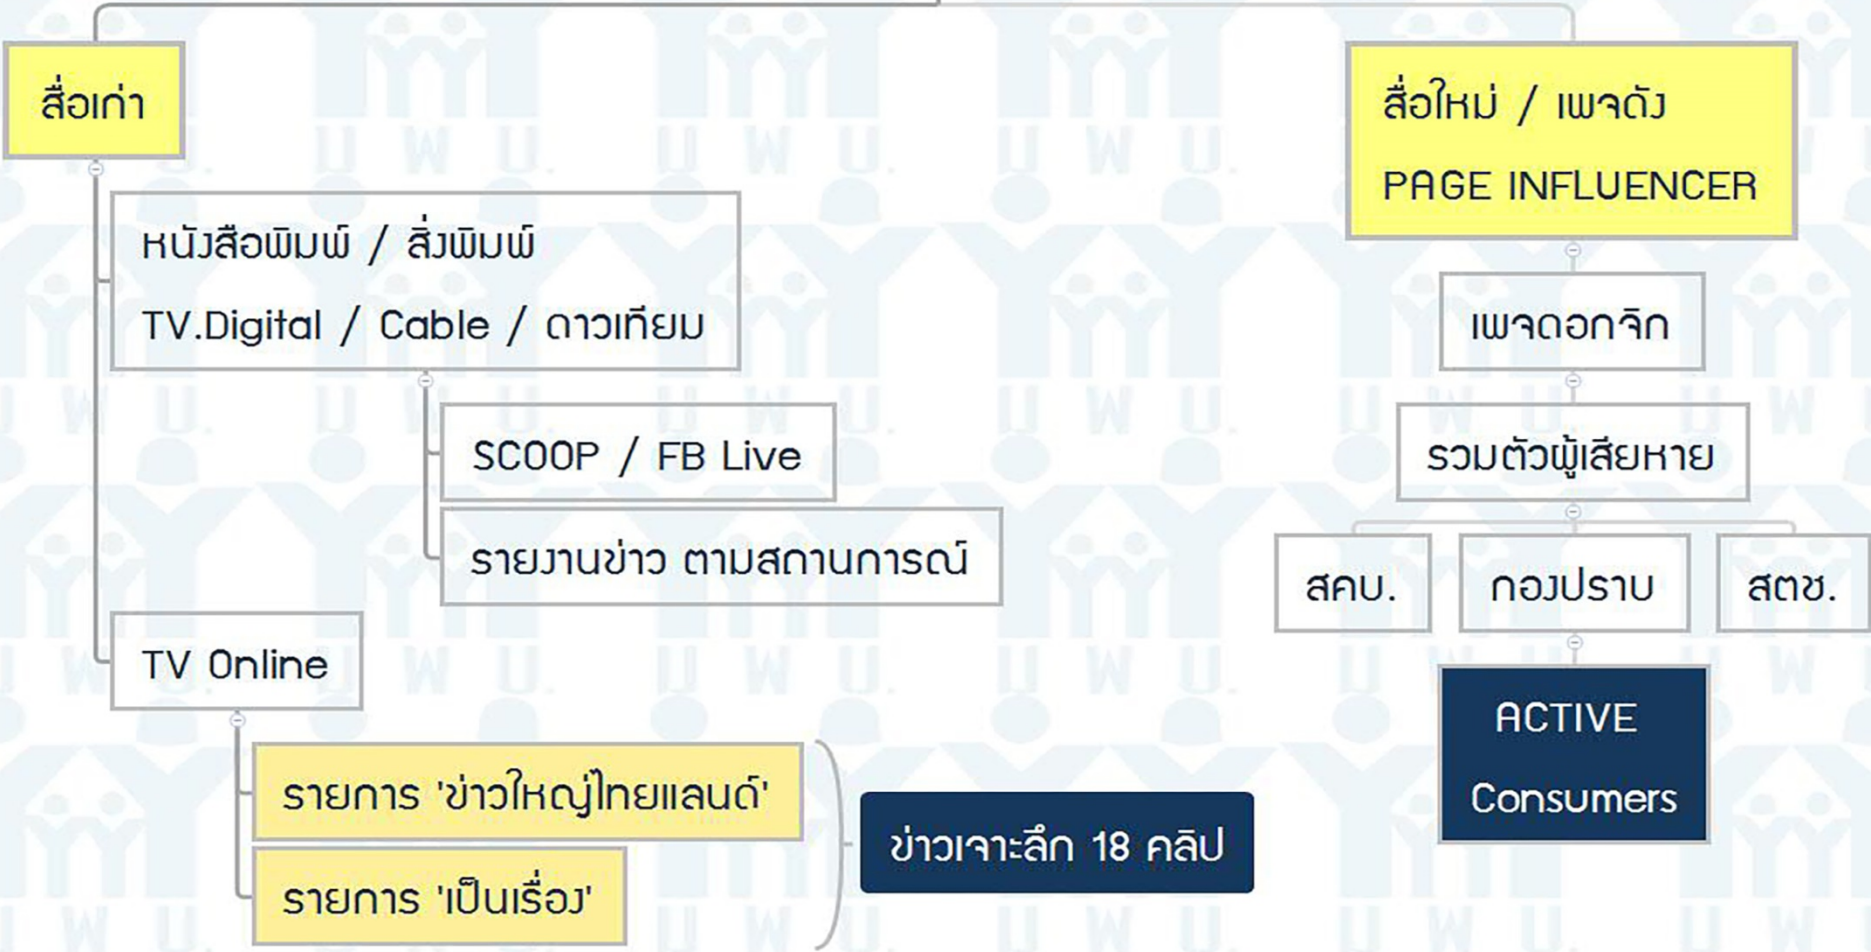 สื่อเก่า
หนังสือพิมพ์ / สิ่งพิมพ์
TV.Digital / Cable / ดาวเทียม
SCOOP / FB Live
รายงานข่าว ตามสถานการณ์
TV Online
รายการ 'ข่าวใหญ่ไทยแลนด์'
รายการ 'เป็นเรื่อง'
ข่าวเจาะลึก 18 คลิป
สื่อใหม่ / เพจดัง
PAGE INFLUENCER
เพจดอกจิก
รวมตัวผู้เสียหาย
สคบ.
กองปราบ
สตช.
ACTIVE
Consumers